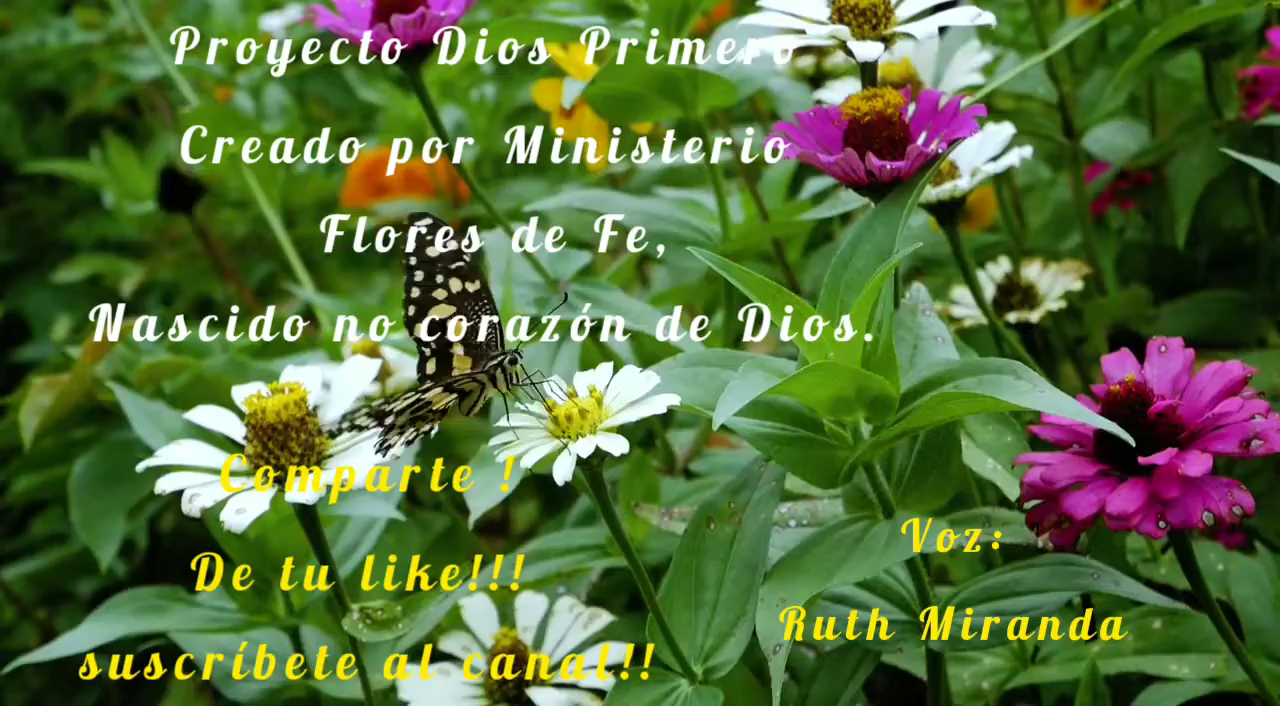 Proyecto Dios Primero
Creado por Ministerio
Flores de Fe,
Nascido no corazón de Dios.
Comparte !
De tu like!!!
suscríbete al canal!!
Voz:
Ruth Miranda